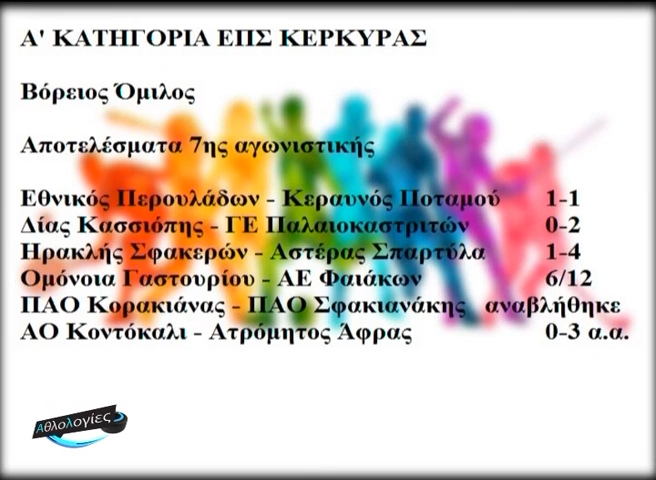 Α' ΚΑΤΗΓΟΡΙΑ ΕΠΣ ΚΕΡΚΥΡΑΣ
Βόρειος Όμιλος
Αποτελέσματα 7ης αγωνιστικής
Εθνικός Περουλάδων - Κεραυνός Ποταμού 1-1
Δίας Κασσιόπης - ΓΕ Παλαιοκαστριτών 0-2
Ηρακλής Σφακερών - Αστέρας Σπαρτύλα 1-4
Ομόνοια Γαστουρίου - ΑΕ Φαιάκων 6/12
ΠΑΟ Κορακιάνας - ΠΑΟ Σφακιανάκης αναβλήθηκε
ΑΟ Κοντόκαλι - Ατρόμητος Άφρας 0-3 α.α.
Αθλολογίες